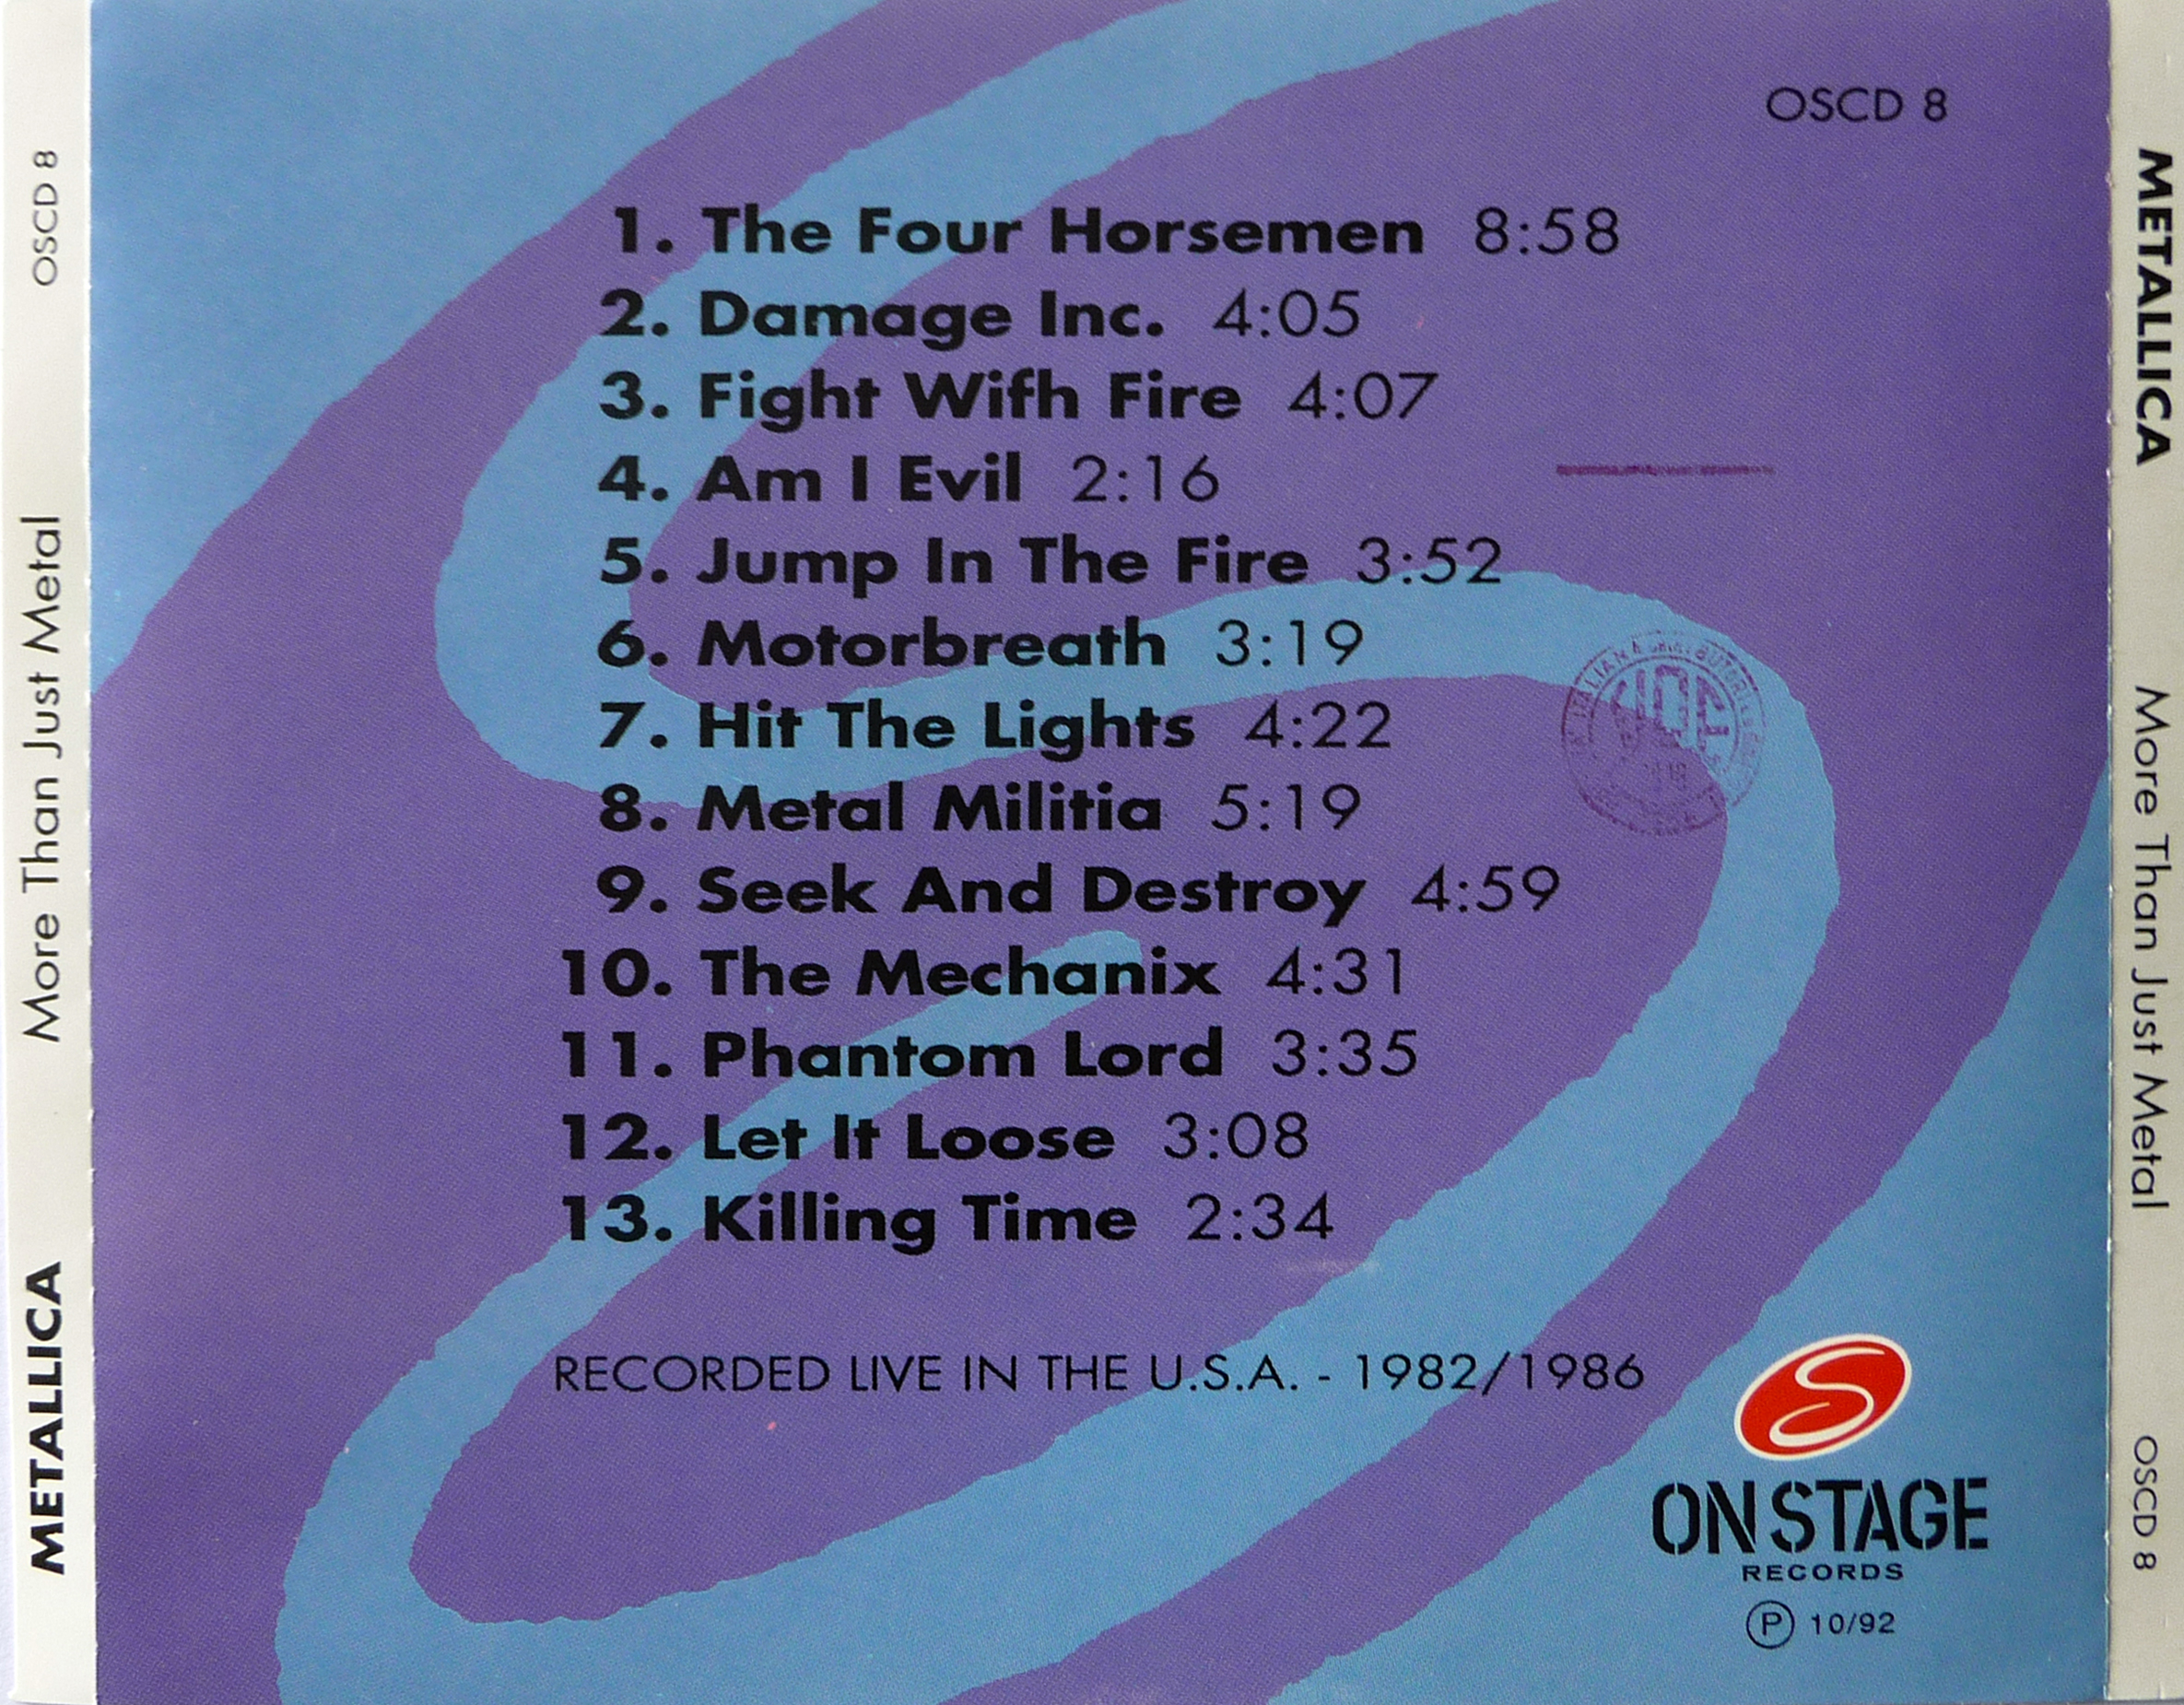 OSCD 8
1. The Four Horsemen 8:58
2. Damage Inc. 4:05
3. Fight Wifh Fire 4:07
4. Am I Evil 2:16
5. Jump In The Fire 3:52
6. Motorbreath 3:19
7. Hit The Lights 4:22
8. Metal Militia 5:19
9. Seek And Destroy 4:59
10. The Mechanix 4:31
11. Phantom Lord 3:35
12. Let It Loose 3:08
13. Killing Time 2:34
RECORDED LIVE IN THE U.S.A. - 1982/1986
S
ON STAGE
RECORDS
Ⓟ 10/92
METALLICA More Than Just Metal OSCD 8
METALLICA More Than Just Metal OSCD 8